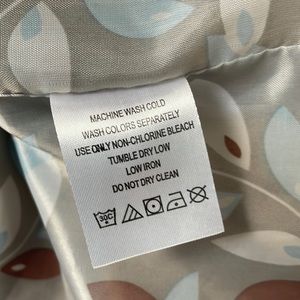 MACHINE WASH COLD
WASH COLORS SEPARATELY
USE ONLY NON-CHLORINE BLEACH
TUMBLE DRY LOW
LOW IRON
DO NOT DRY CLEAN
30C